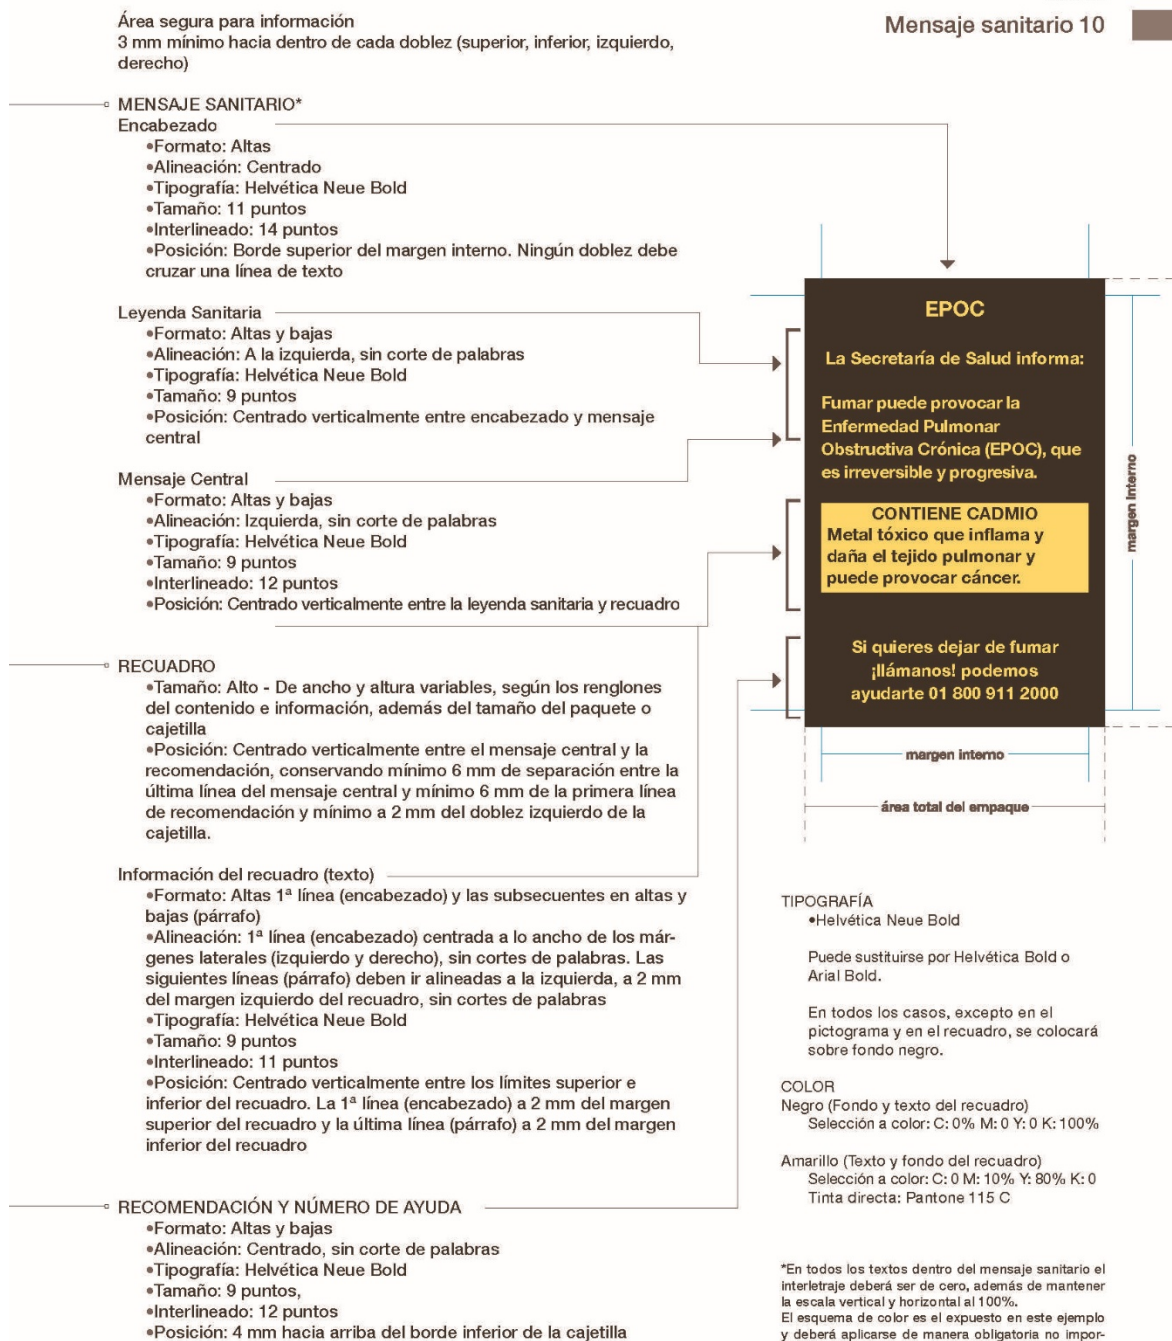 Área segura para información
3 mm mínimo hacia dentro de cada doblez (superior, inferior, izquierdo,
derecho)
MENSAJE SANITARIO*
Encabezado
•Formato: Altas
•Alineación: Centrado
•Tipografía: Helvética Neue Bold
•Tamaño: 11 puntos
•Interlineado: 14 puntos
•Posición: Borde superior del margen interno. Ningún doblez debe
cruzar una línea de texto
Leyenda Sanitaria
•Formato: Altas y bajas
•Alineación: A la izquierda, sin corte de palabras
•Tipografía: Helvética Neue Bold
•Tamaño: 9 puntos
•Posición: Centrado verticalmente entre encabezado y mensaje
central
Mensaje Central
•Formato: Altas y bajas
•Alineación: Izquierda, sin corte de palabras
•Tipografía: Helvética Neue Bold
•Tamaño: 9 puntos
•Interlineado: 12 puntos
•Posición: Centrado verticalmente entre la leyenda sanitaria y recuadro
RECUADRO
•Tamaño: Alto - De ancho y altura variables, según los renglones
del contenido e información, además del tamaño del paquete o
cajetilla
•Posición: Centrado verticalmente entre el mensaje central y la
recomendación, conservando mínimo 6 mm de separación entre la
última línea del mensaje central y mínimo 6 mm de la primera línea
de recomendación y mínimo a 2 mm del doblez izquierdo de la
cajetilla.
Información del recuadro (texto)
•Formato: Altas 1ª línea (encabezado) y las subsecuentes en altas y
bajas (párrafo)
•Alineación: 1ª línea (encabezado) centrada a lo ancho de los már-
genes laterales (izquierdo y derecho), sin cortes de palabras. Las
siguientes líneas (párrafo) deben ir alineadas a la izquierda, a 2 mm
del margen izquierdo del recuadro, sin cortes de palabras
•Tipografía: Helvética Neue Bold
•Tamaño: 9 puntos
•Interlineado: 11 puntos
•Posición: Centrado verticalmente entre los límites superior e
inferior del recuadro. La 1ª línea (encabezado) a 2 mm del margen
superior del recuadro y la última línea (párrafo) a 2 mm del margen
inferior del recuadro
RECOMENDACIÓN Y NÚMERO DE AYUDA
•Formato: Altas y bajas
•Alineación: Centrado, sin corte de palabras
•Tipografía: Helvética Neue Bold
•Tamaño: 9 puntos,
•Interlineado: 12 puntos
•Posición: 4 mm hacia arriba del borde inferior de la cajetilla
Mensaje sanitario 10
EPOC
La Secretaría de Salud informa:
Fumar puede provocar la
Enfermedad Pulmonar
Obstructiva Crónica (EPOC), que
es irreversible y progresiva.
CONTIENE CADMIO
Metal tóxico que inflama y
daña el tejido pulmonar y
puede provocar cáncer.
Si quieres dejar de fumar
¡llámanos! podemos
ayudarte 01 800 911 2000
margen interno
margen interno
área total del empaque
TIPOGRAFÍA
•Helvética Neue Bold
Puede sustituirse por Helvética Bold o
Arial Bold.
En todos los casos, excepto en el
pictograma y en el recuadro, se colocará
sobre fondo negro.
COLOR
Negro (Fondo y texto del recuadro)
Selección a color: C: 0% M: 0 Y: 0 K: 100%
Amarillo (Texto y fondo del recuadro)
Selección a color: C: 0 M: 10% Y: 80% K: 0
Tinta directa: Pantone 115 C
*En todos los textos dentro del mensaje sanitario el
interletraje deberá ser de cero, además de mantener
la escala vertical y horizontal al 100%.
El esquema de color es el expuesto en este ejemplo
y deberá aplicarse de manera obligatoria no impor-